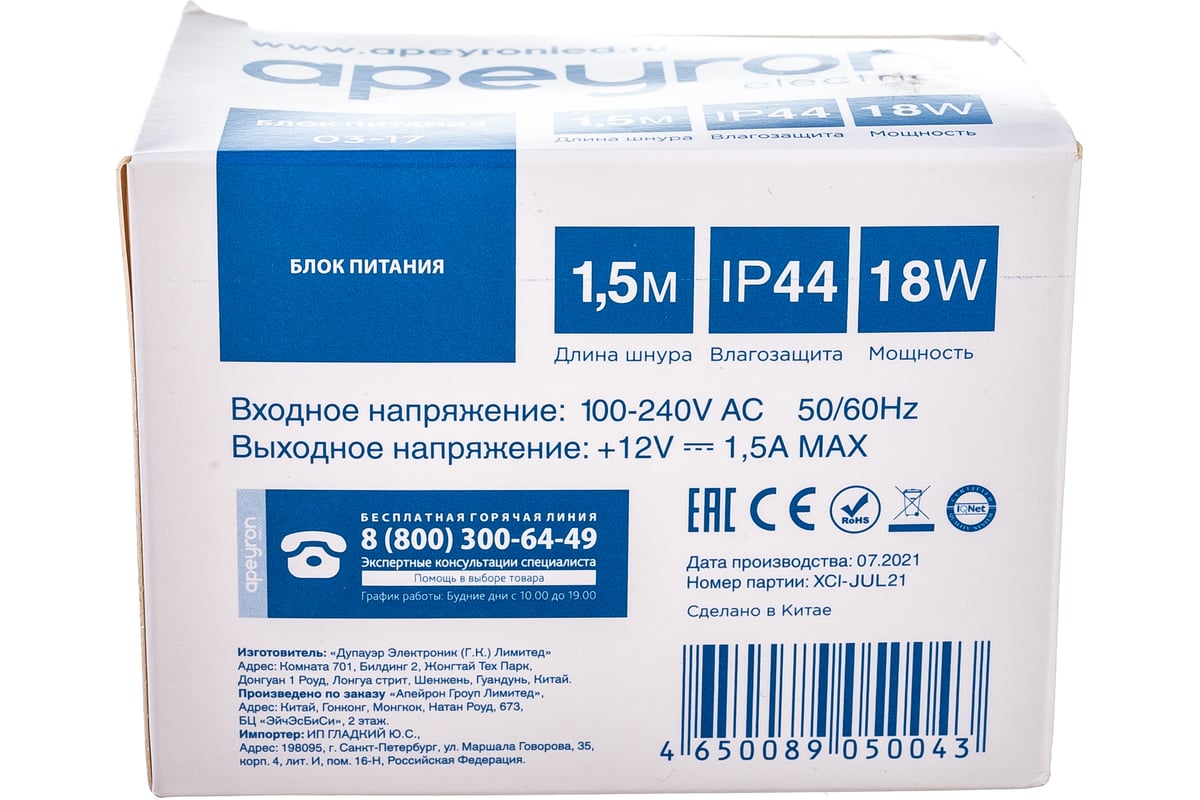 www.apeyronled.ru
apeyron
electrics
БЛОК ПИТАНИЯ
03-17
1,5м
IP44
18W
Длина шнура
Влагозащита
Мощность
БЛОК ПИТАНИЯ
1,5м
IP44
18W
Длина шнура
Влагозащита
Мощность
Входное напряжение: 100-240V AC 50/60Hz
Выходное напряжение: +12V 1,5A MAX
apeyron
БЕСПЛАТНАЯ ГОРЯЧАЯ ЛИНИЯ
8 (800) 300-64-49
Экспертные консультации специалиста
Помощь в выборе товара
График работы: Будние дни с 10.00 до 19.00
EAC CE RoHS IQNet
Дата производства: 07.2021
Номер партии: XCI-JUL21
Сделано в Китае
Изготовитель: «Дупауэр Электроник (Г.К.) Лимитед»
Адрес: Комната 701, Билдинг 2, Жонгтай Тех Парк,
Донгуан 1 Роуд, Лонгуа стрит, Шенжень, Гуандунь, Китай.
Произведено по заказу «Апейрон Груоп Лимитед»,
Адрес: Китай, Гонконг, Монгкок, Натан Роуд, 673,
БЦ «ЭйчЭсБиСи», 2 этаж.
Импортер: ИП ГЛАДКИЙ Ю.С.,
Адрес: 198095, г. Санкт-Петербург, ул. Маршала Говорова, 35,
корп. 4, лит. И, пом. 16-Н, Российская Федерация.
4 650089 050043